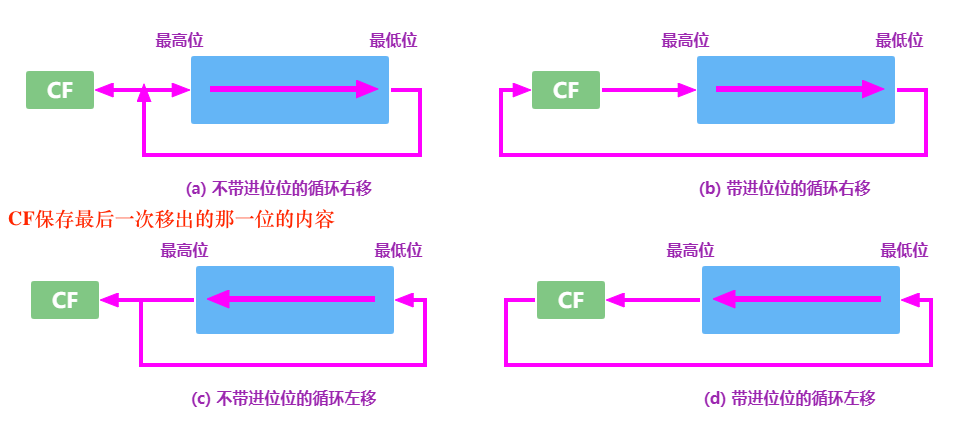 最高位 最低位 最高位 最低位
CF CF
(a) 不带进位位的循环右移 (b) 带进位位的循环右移
CF保存最后一次移出的那一位的内容
最高位 最低位 最高位 最低位
CF CF
(c) 不带进位位的循环左移 (d) 带进位位的循环左移